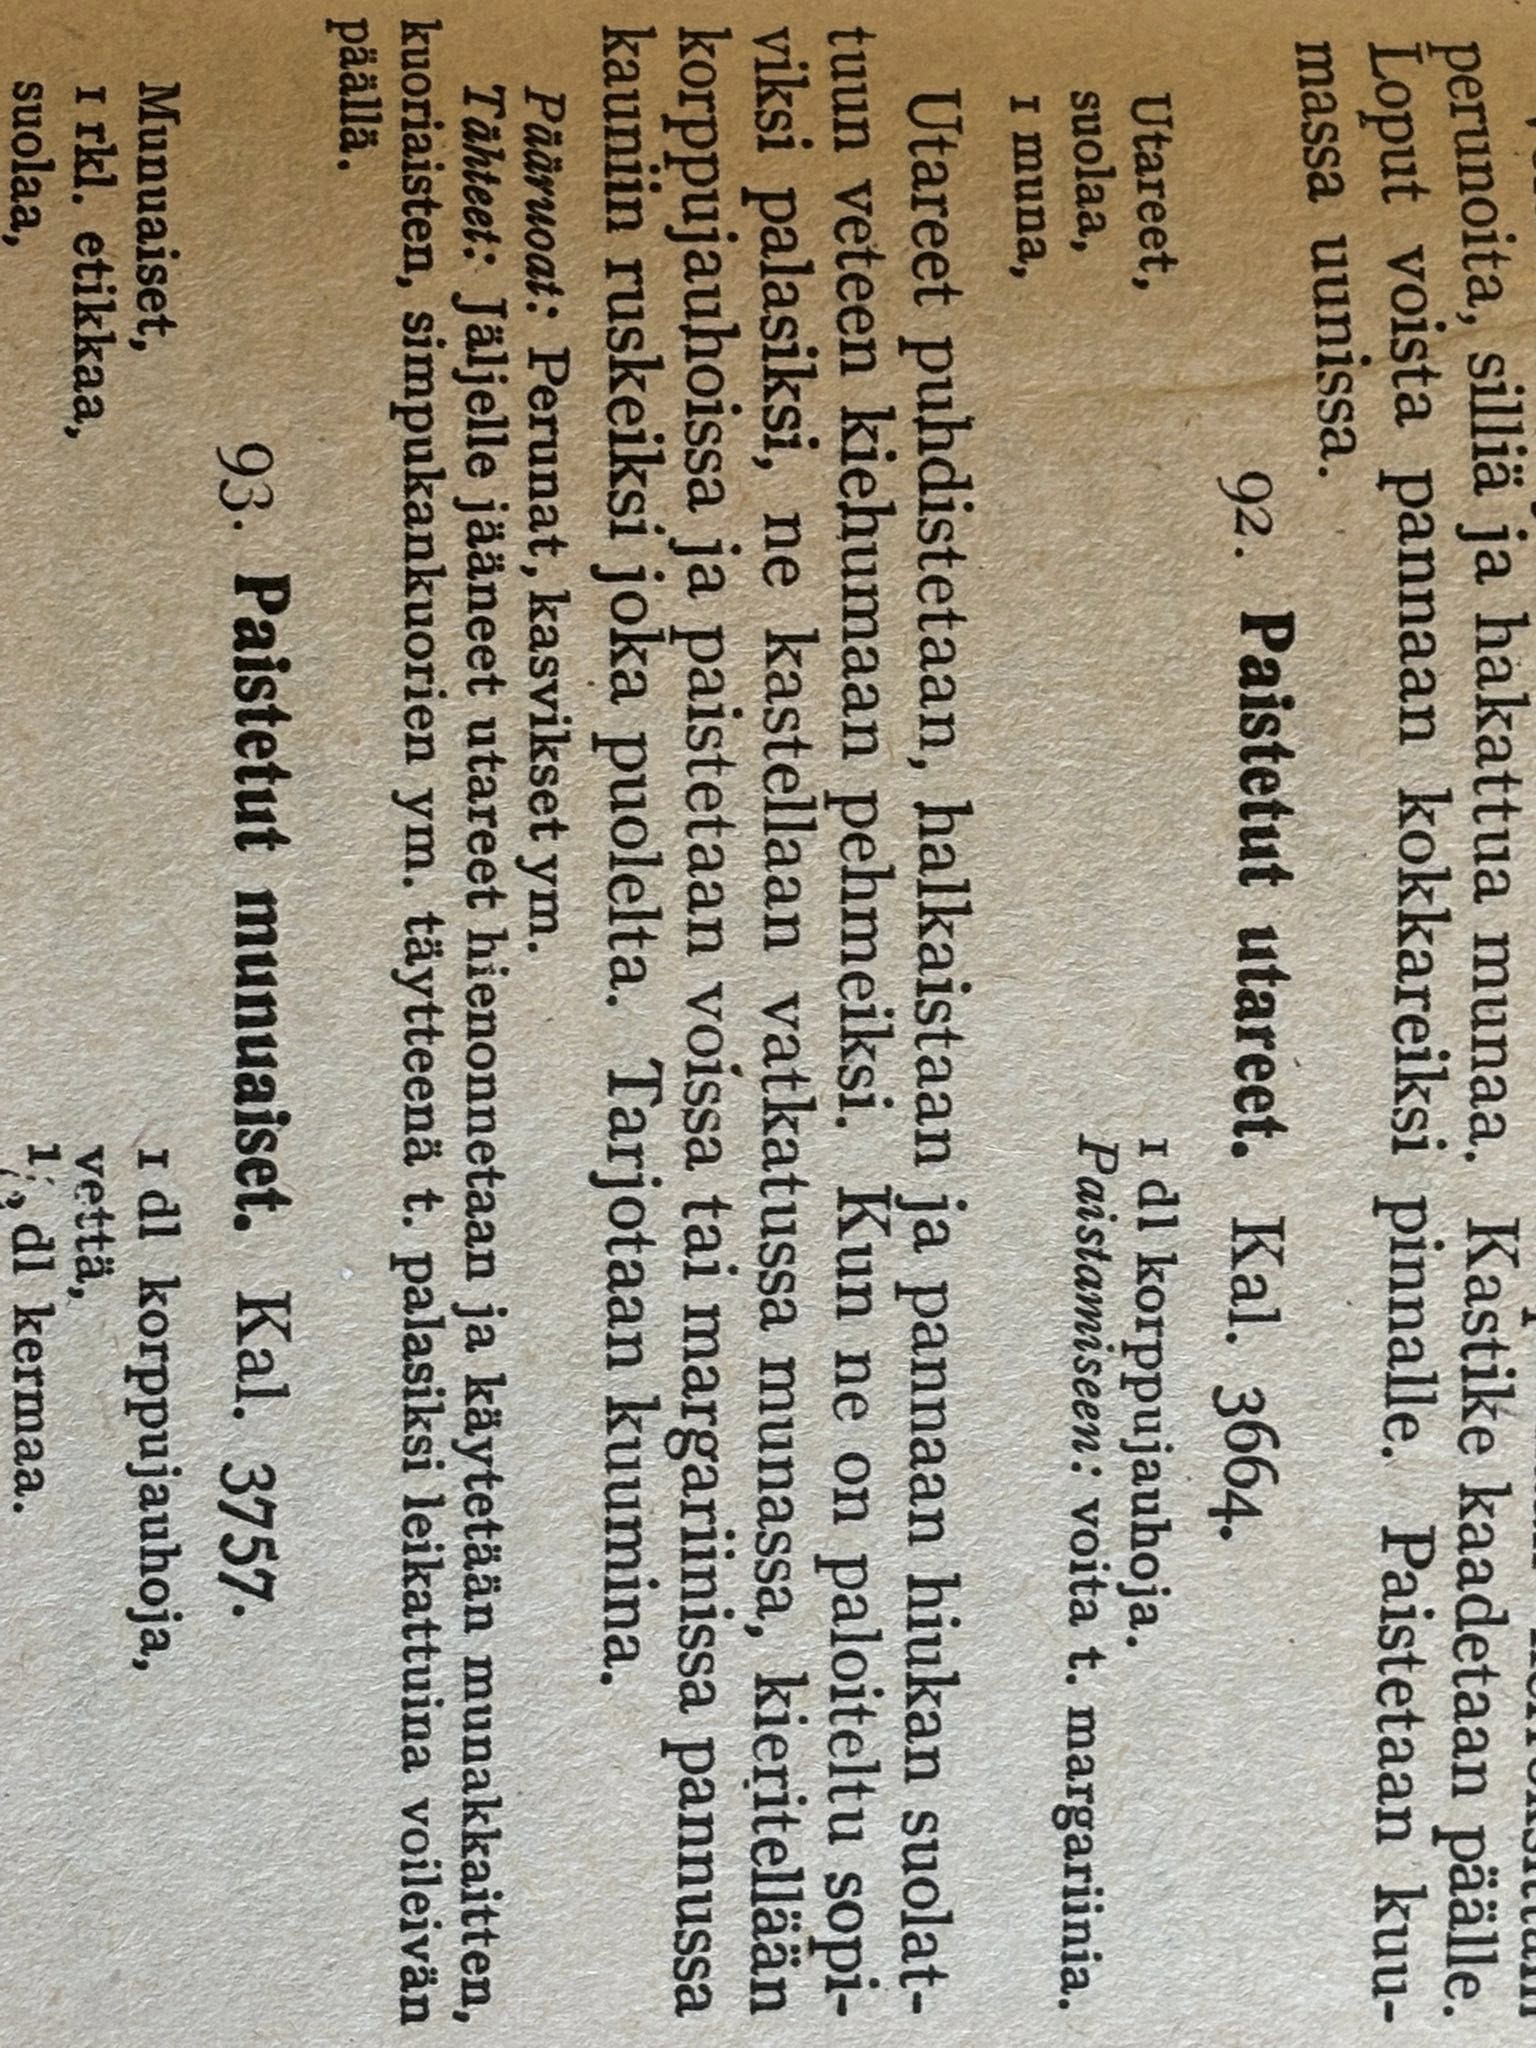 perunoita, silliä ja hakattua munaa. Kastike kaadetaan päälle.
Loput voista pannaan kokkareiksi pinnalle. Paistetaan kuu-
massa uunissa.
92. Paistetut utareet. Kal. 3664.
Utareet,
suolaa,
1 muna,
1 dl korppujauhoja.
Paistamiseen: voita t. margariinia.
Utareet puhdistetaan, halkaistaan ja pannaan hiukan suolat-
tuun veteen kiehumaan pehmeiksi. Kun ne on paloiteltu sopi-
viksi palasiksi, ne kastellaan vatkatussa munassa, kieritellään
korppujauhoissa ja paistetaan voissa tai margariinissa pannussa
kauniin ruskeiksi joka puolelta. Tarjotaan kuumina.
Pääruoat: Perunat, kasvikset ym.
Tähteet: Jäljelle jääneet utareet hienonnetaan ja käytetään munakkaitten,
kuoriaisten, simpukankuorien ym. täytteenä t. palasiksi leikattuina voileivän
päällä.
93. Paistetut munuaiset. Kal. 3757.
Munuaiset,
1 rkl. etikkaa,
suolaa,
1 dl korppujauhoja,
vettä,
dl kermaa.